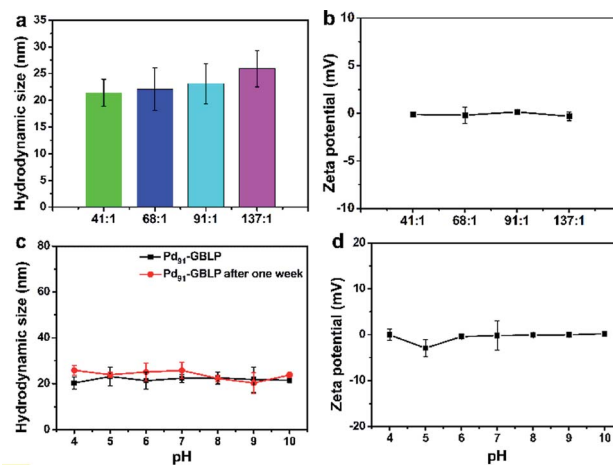 a
Hydrodynamic size (nm)
35
30
25
20
15
10
5
0
41:1 68:1 91:1 137:1
b
Zeta potential (mV)
10
5
0
-5
-10
41:1 68:1 91:1 137:1
c
Hydrodynamic size (nm)
80
60
40
20
0
Pd91-GBLP
Pd91-GBLP after one week
4 5 6 7 8 9 10
pH
d
Zeta potential (mV)
20
10
0
-10
-20
4 5 6 7 8 9 10
pH